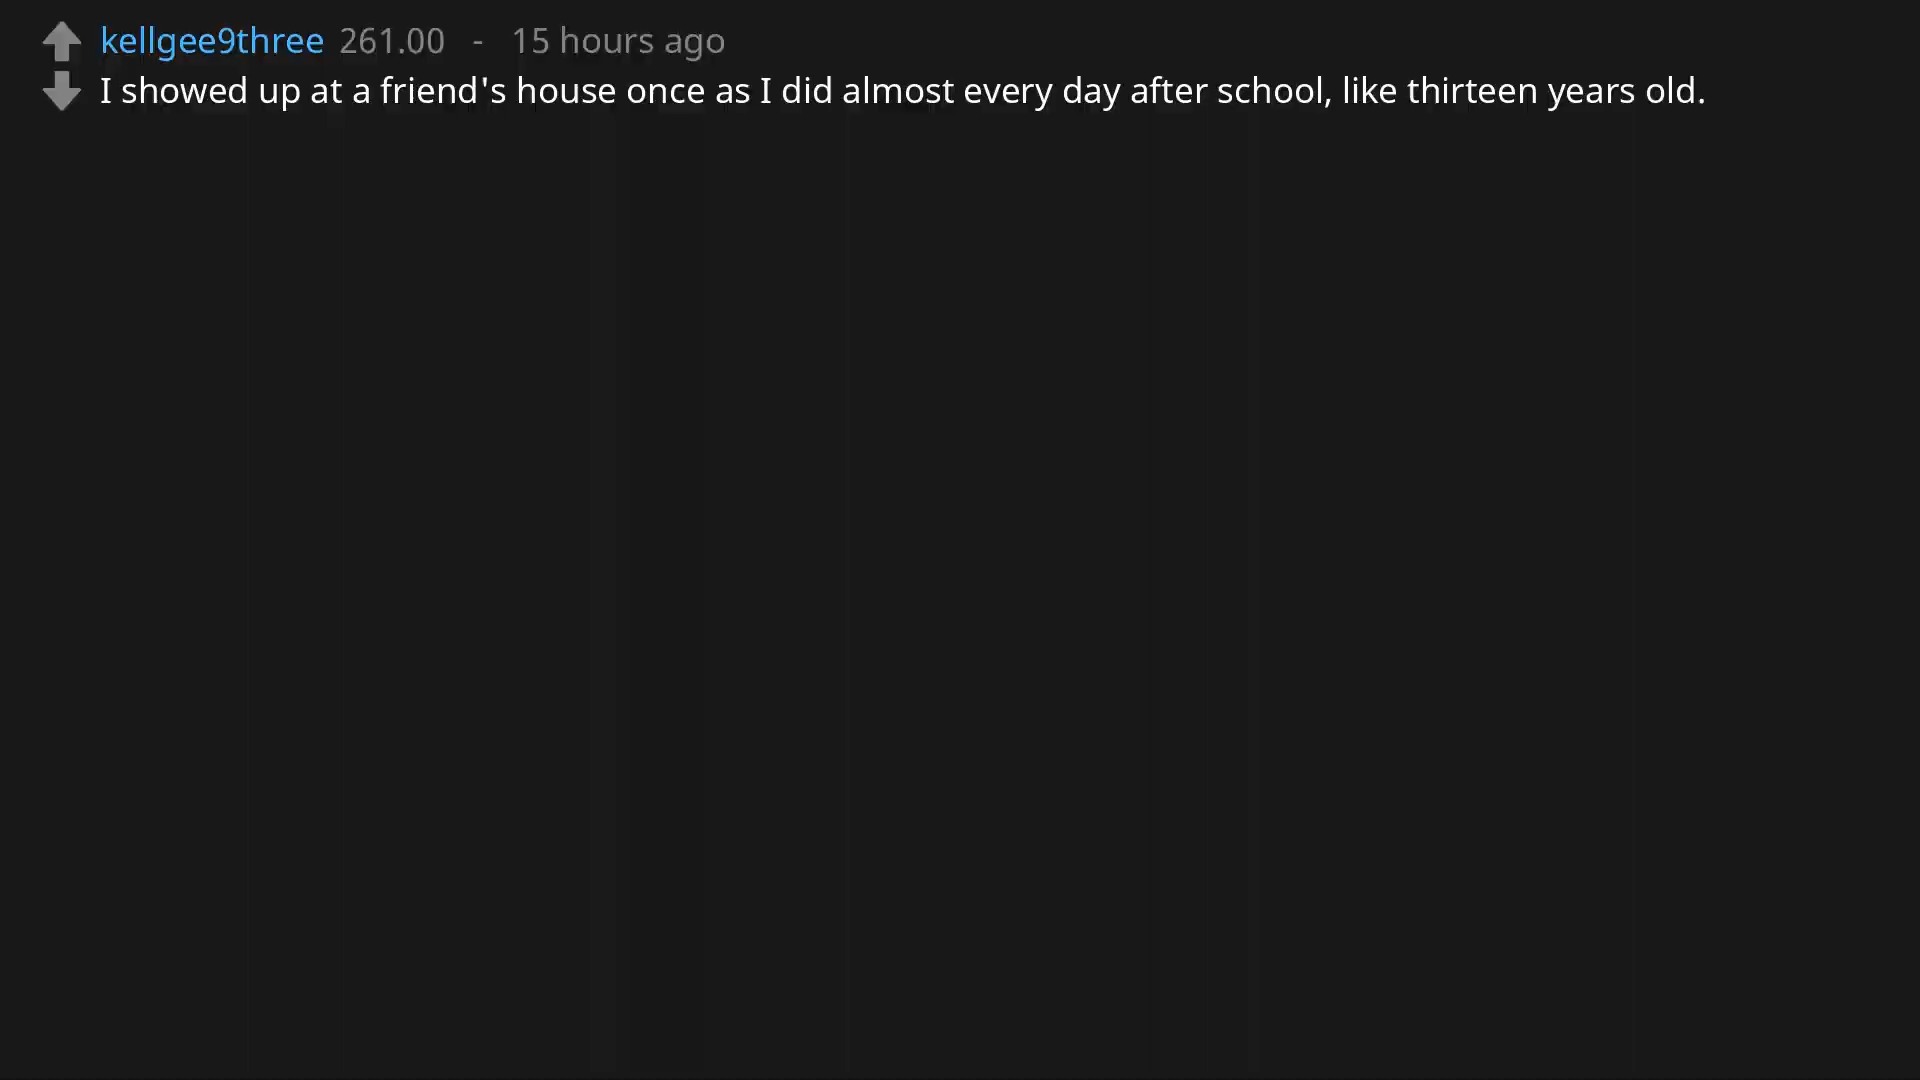 kellgee9three 261.00 - 15 hours ago
I showed up at a friend's house once as I did almost every day after school, like thirteen years old.